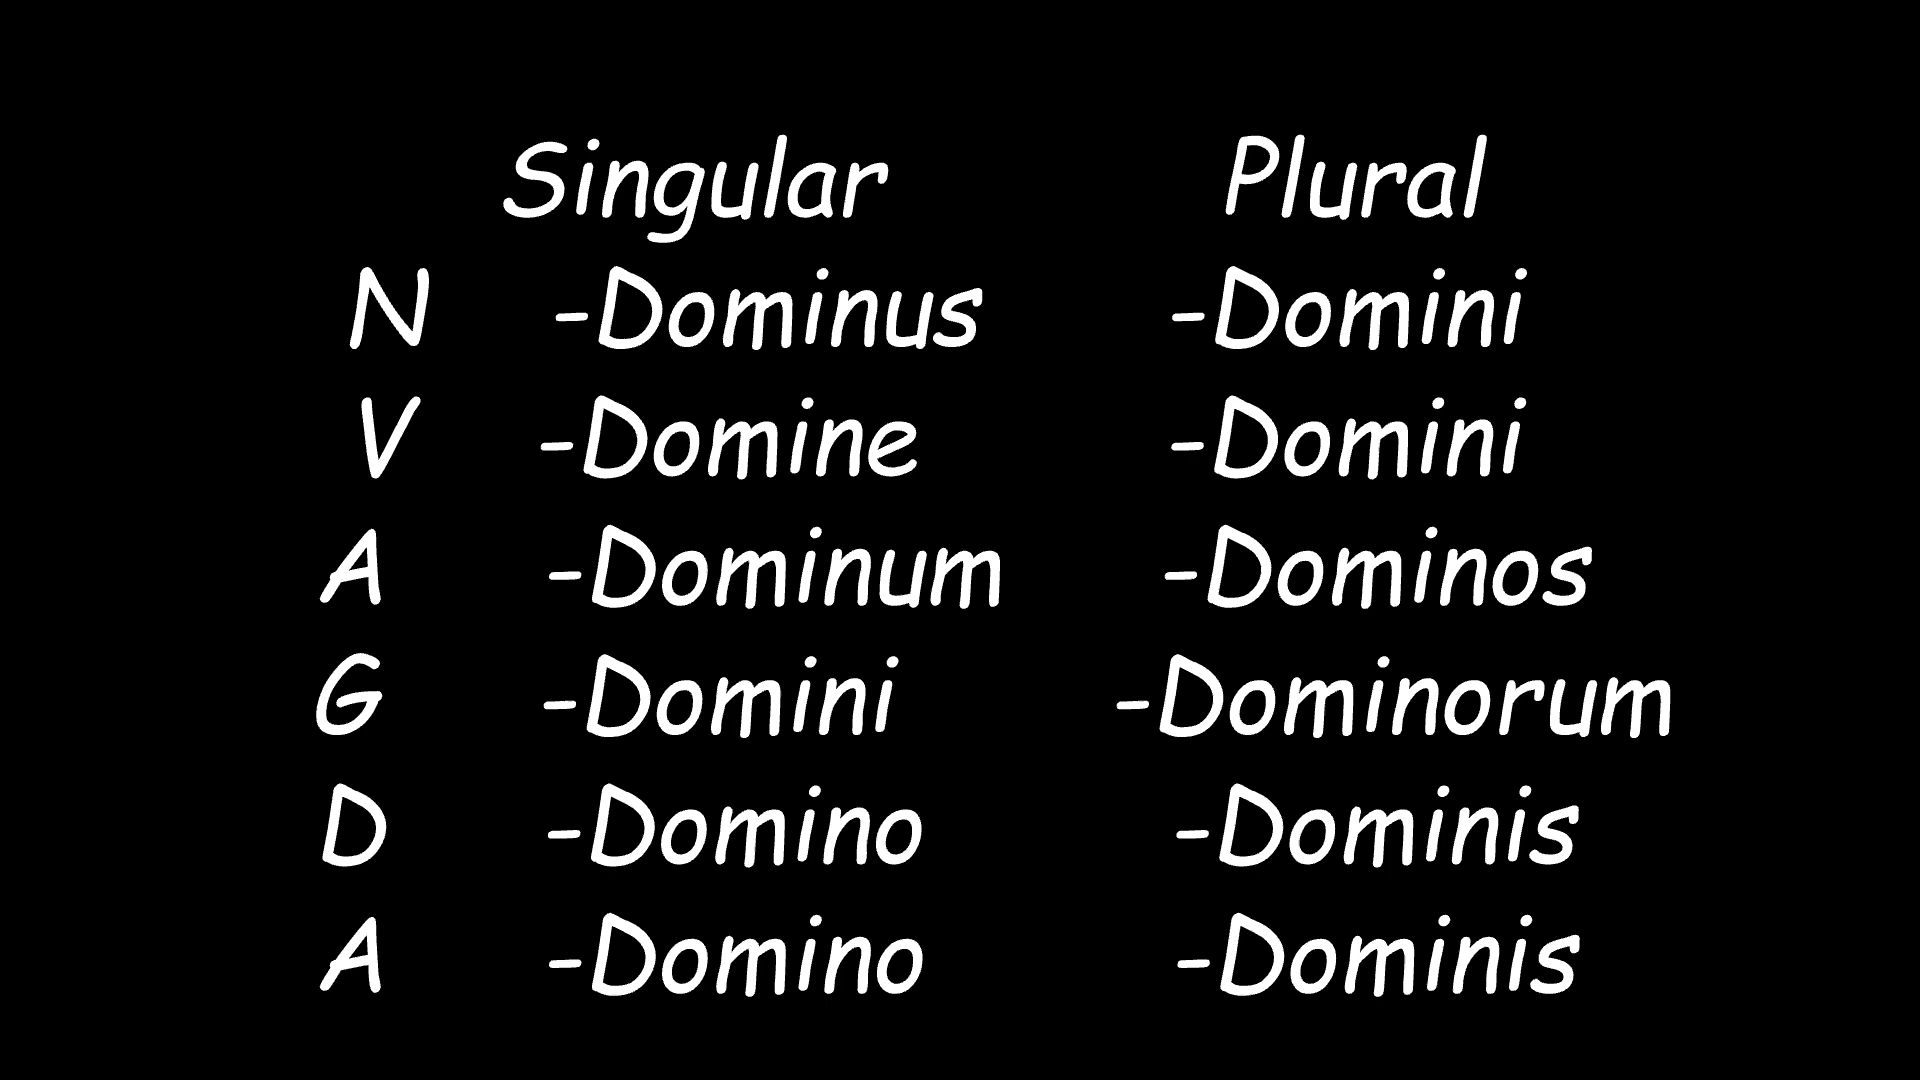 Singular Plural
N -Dominus -Domini
V -Domine -Domini
A -Dominum -Dominos
G -Domini -Dominorum
D -Domino -Dominis
A -Domino -Dominis